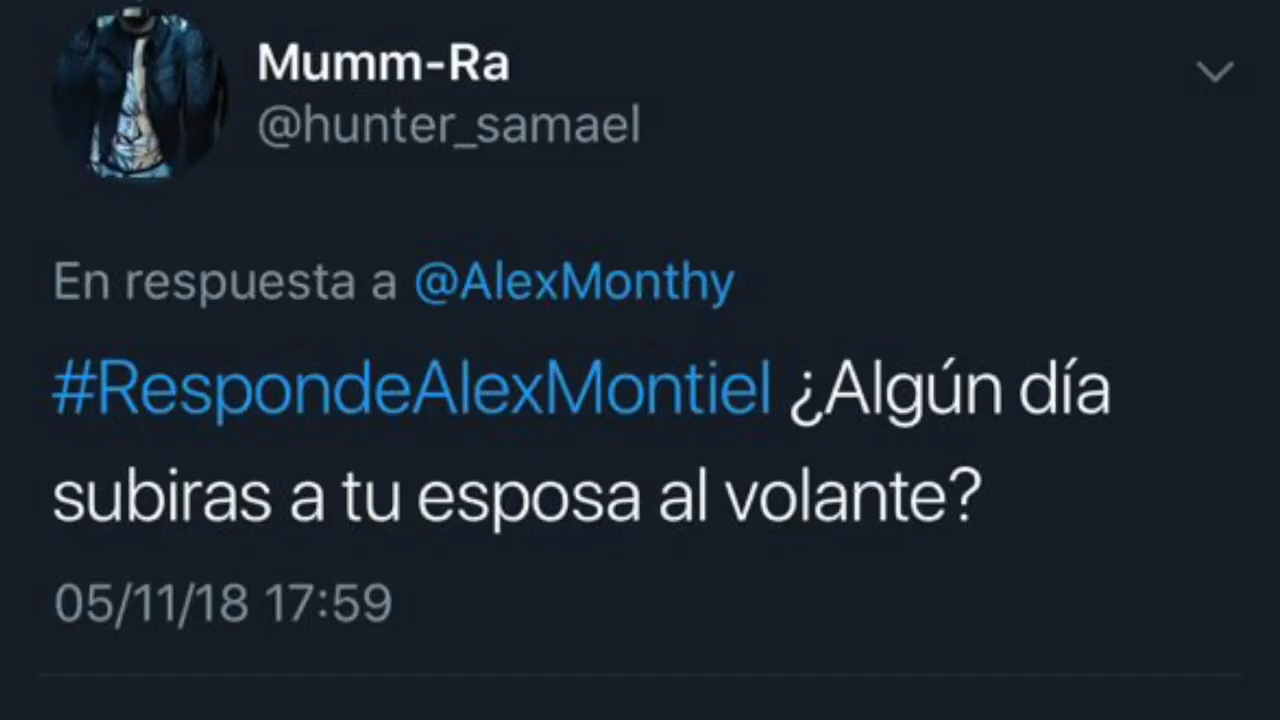 Mumm-Ra
@hunter_samael
En respuesta a @AlexMonthy
#RespondeAlexMontiel ¿Algún día
subiras a tu esposa al volante?
05/11/18 17:59